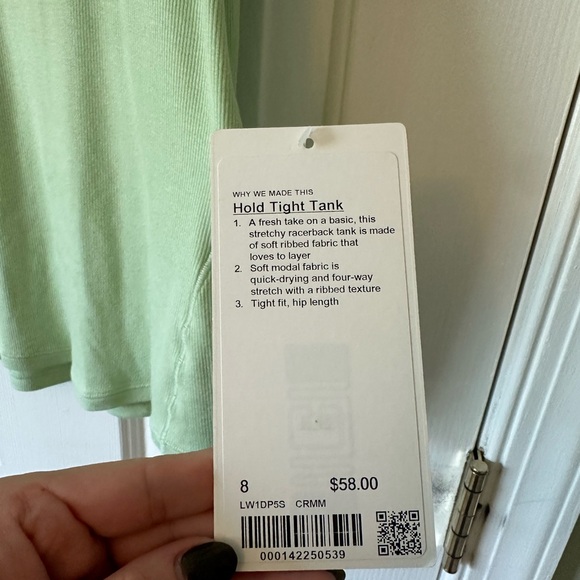 WHY WE MADE THIS
Hold Tight Tank
1. A fresh take on a basic, this
stretchy racerback tank is made
of soft ribbed fabric that
loves to layer
2. Soft modal fabric is
quick-drying and four-way
stretch with a ribbed texture
3. Tight fit, hip length
8 $58.00
LW1DP5S CRMM
000142250539